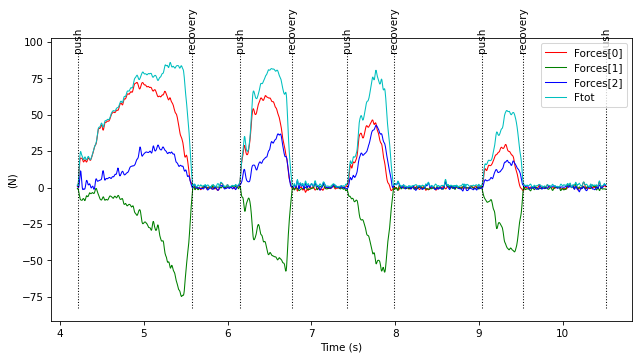 push recovery push recovery push recovery push recovery push
100
75
50
25
0
−25
−50
−75
(N)
Forces[0]
Forces[1]
Forces[2]
Ftot
4 5 6 7 8 9 10
Time (s)